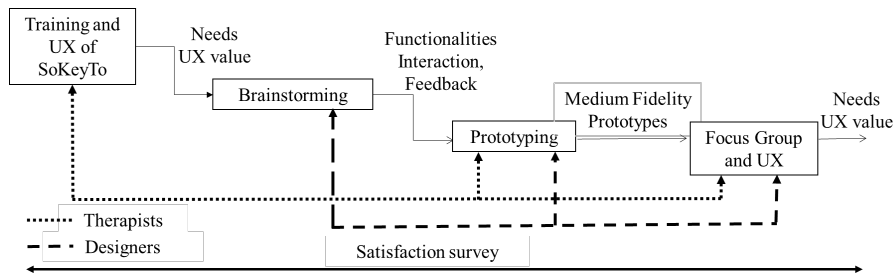 Training and
UX of
SoKeyTo
Needs
UX value
Brainstorming
Functionalities
Interaction,
Feedback
Prototyping
Medium Fidelity
Prototypes
Focus Group
and UX
Needs
UX value
Therapists
Designers
Satisfaction survey